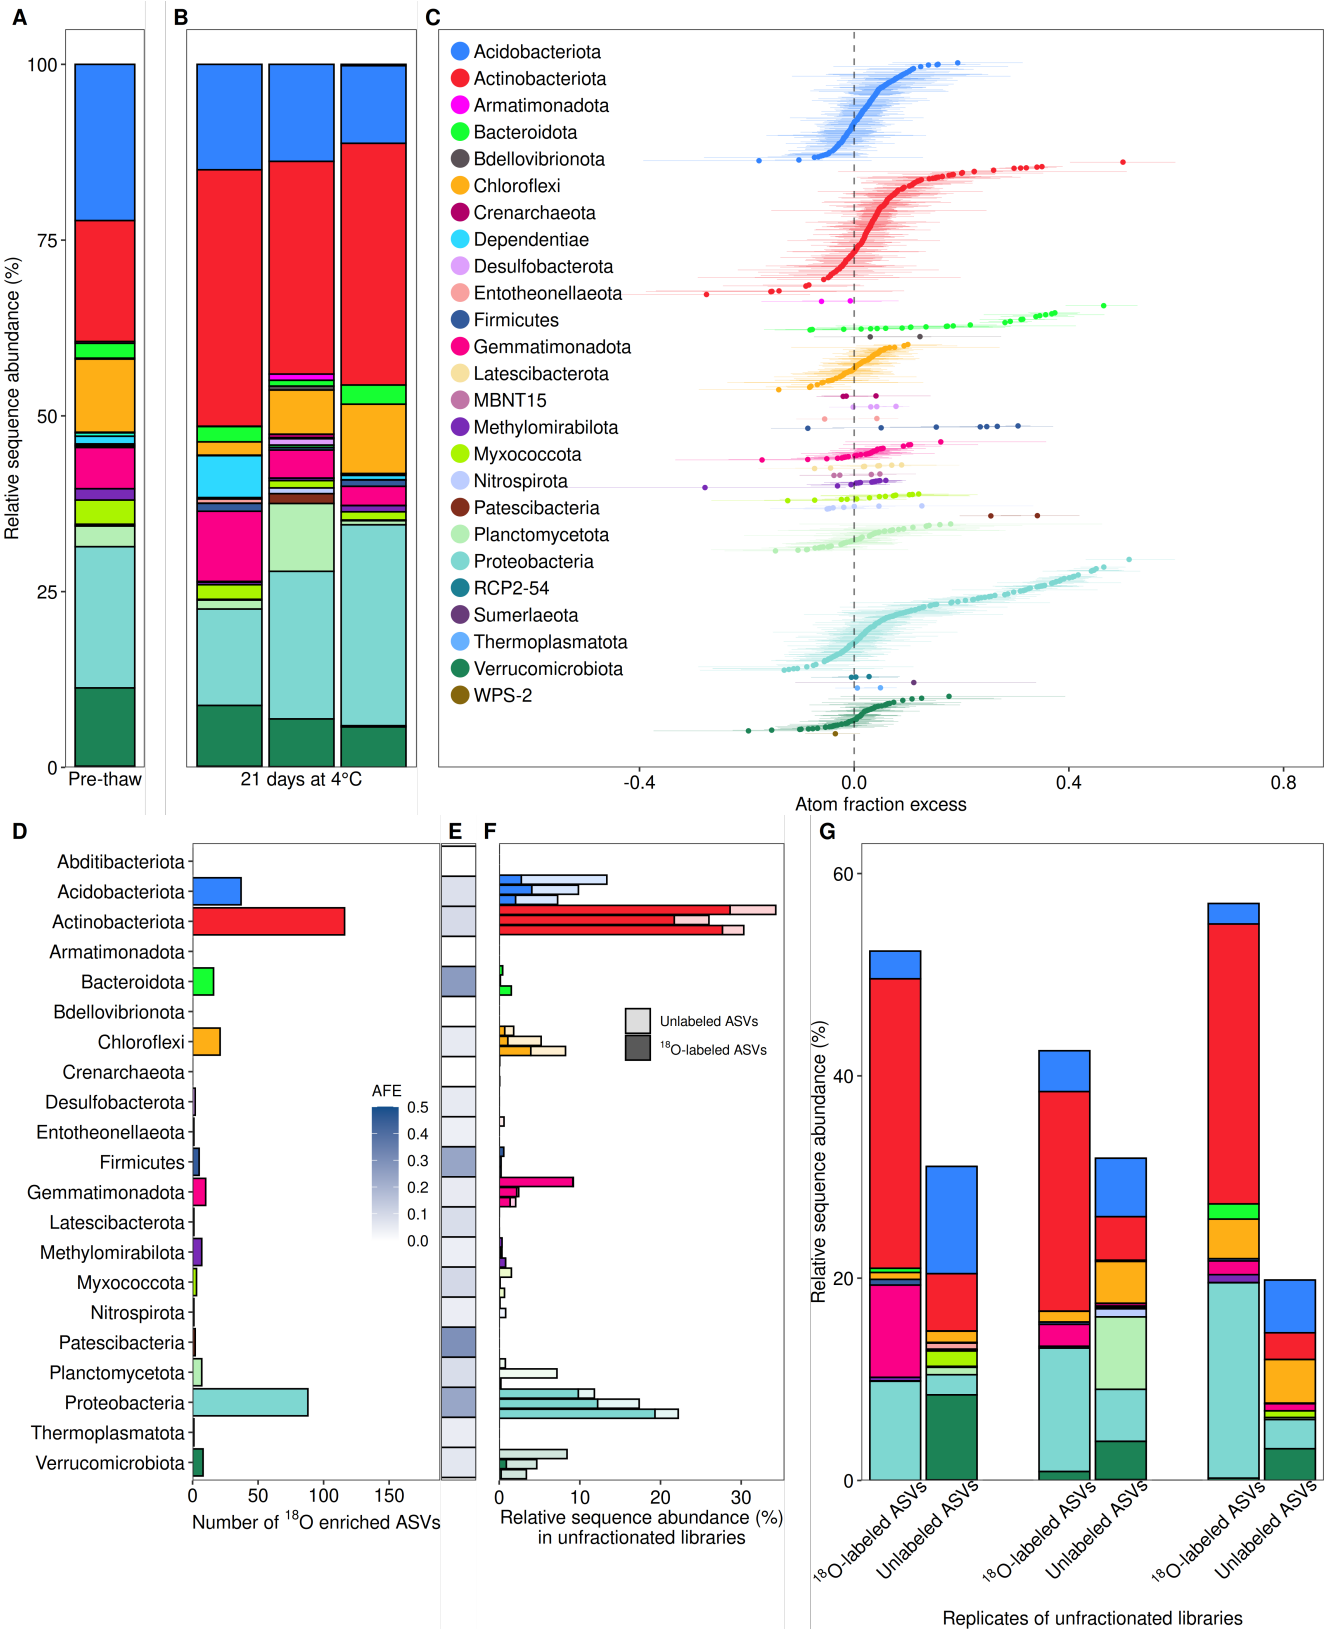 A
B
C
Relative sequence abundance (%)
100
75
50
25
0
Pre-thaw
21 days at 4°C
Acidobacteriota
Actinobacteriota
Armatimonadota
Bacteroidota
Bdellovibrionota
Chloroflexi
Crenarchaeota
Dependentiae
Desulfobacterota
Entotheonellaeota
Firmicutes
Gemmatimonadota
Latescibacterota
MBNT15
Methylomirabilota
Myxococcota
Nitrospirota
Patescibacteria
Planctomycetota
Proteobacteria
RCP2-54
Sumerlaeota
Thermoplasmatota
Verrucomicrobiota
WPS-2
-0.4 0.0 0.4 0.8
Atom fraction excess
D
E
F
G
Abditibacteriota
Acidobacteriota
Actinobacteriota
Armatimonadota
Bacteroidota
Bdellovibrionota
Chloroflexi
Crenarchaeota
Desulfobacterota
Entotheonellaeota
Firmicutes
Gemmatimonadota
Latescibacterota
Methylomirabilota
Myxococcota
Nitrospirota
Patescibacteria
Planctomycetota
Proteobacteria
Thermoplasmatota
Verrucomicrobiota
0 50 100 150
Number of ¹⁸O enriched ASVs
AFE
0.5
0.4
0.3
0.2
0.1
0.0
Unlabeled ASVs
¹⁸O-labeled ASVs
0 10 20 30
Relative sequence abundance (%)
in unfractionated libraries
Relative sequence abundance (%)
60
40
20
0
¹⁸O-labeled ASVs
Unlabeled ASVs
¹⁸O-labeled ASVs
Unlabeled ASVs
¹⁸O-labeled ASVs
Unlabeled ASVs
Replicates of unfractionated libraries